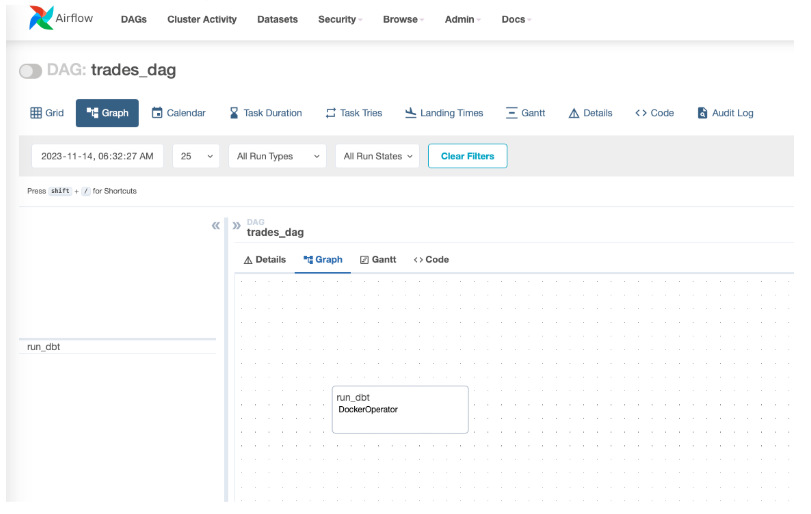 Airflow DAGs Cluster Activity Datasets Security Browse Admin Docs
DAG: trades_dag
Grid Graph Calendar Task Duration Task Tries Landing Times Gantt Details <> Code Audit Log
2023-11-14, 06:32:27 AM 25 All Run Types All Run States Clear Filters
Press shift + / for Shortcuts
DAG
trades_dag
Details Graph Gantt <> Code
run_dbt
run_dbt
DockerOperator